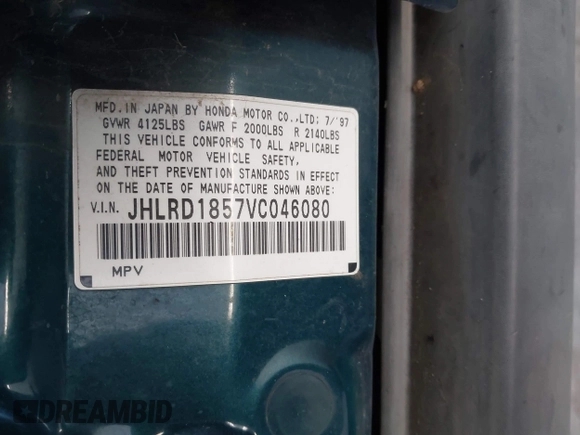 MFD. IN JAPAN BY HONDA MOTOR CO., LTD; 7/'97
GVWR 4125LBS GAWR F 2000LBS R 2140LBS
THIS VEHICLE CONFORMS TO ALL APPLICABLE
FEDERAL MOTOR VEHICLE SAFETY,
AND THEFT PREVENTION STANDARDS IN EFFECT
ON THE DATE OF MANUFACTURE SHOWN ABOVE:
V.I.N. JHLRD1857VC046080
MPV
DREAMBID